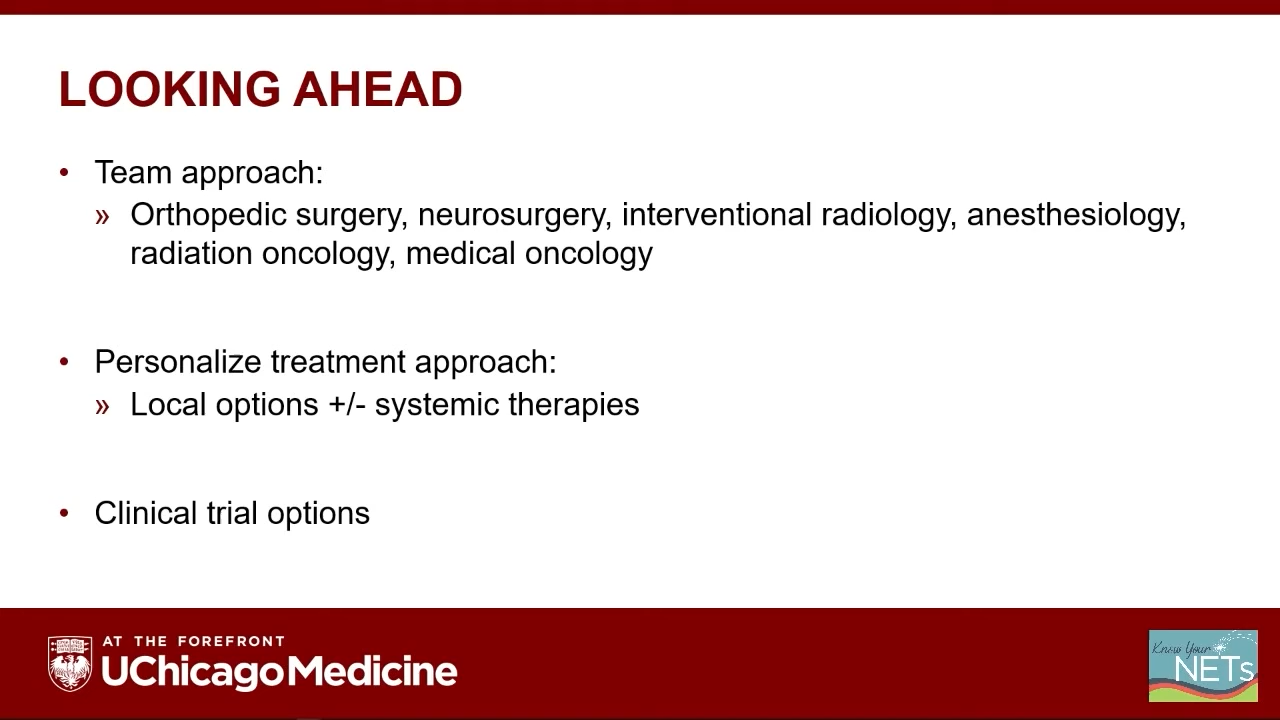 LOOKING AHEAD
• Team approach:
» Orthopedic surgery, neurosurgery, interventional radiology, anesthesiology,
radiation oncology, medical oncology
• Personalize treatment approach:
» Local options +/- systemic therapies
• Clinical trial options
AT THE FOREFRONT
UChicagoMedicine
Know Your
NETs